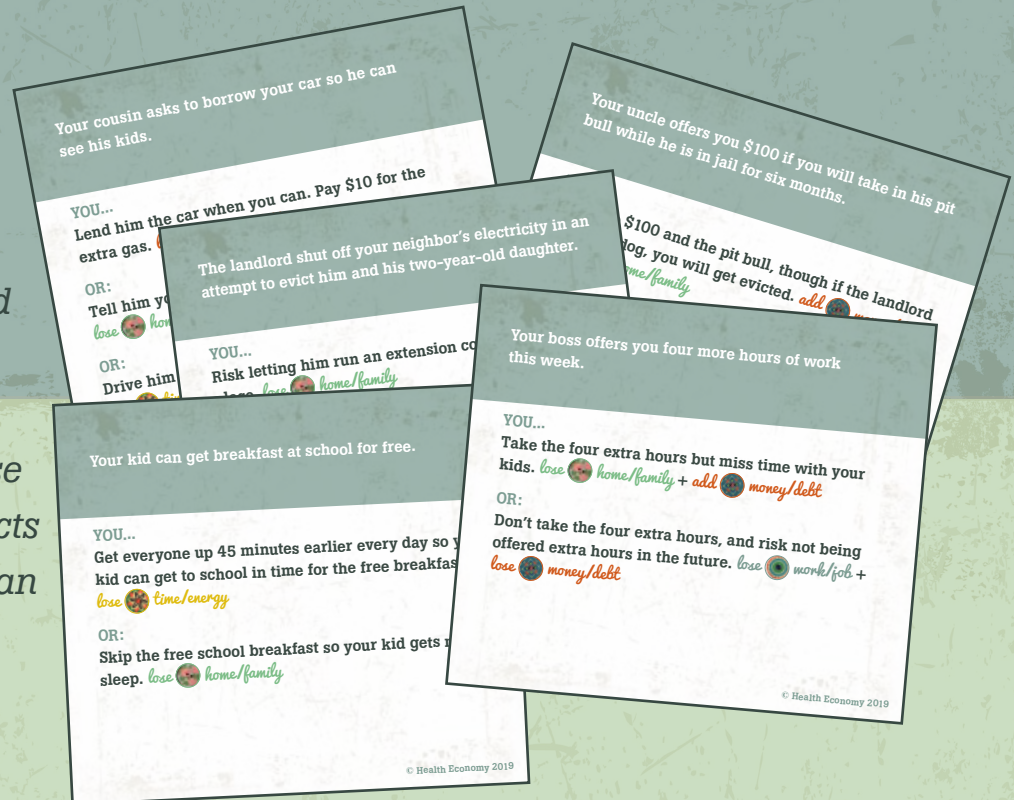 Your cousin asks to borrow your car so he can
see his kids.
YOU...
Lend him the car when you can. Pay $10 for the
extra gas.
OR:
Tell him
lose
OR:
Drive him
Your uncle offers you $100 if you will take in his pit
bull while he is in jail for six months.
$100 and the pit bull, though if the landlord
dog, you will get evicted. add
home/family
The landlord shut off your neighbor's electricity in an
attempt to evict him and his two-year-old daughter.
YOU...
Risk letting him run an extension
lose home/family
Your kid can get breakfast at school for free.
YOU...
Get everyone up 45 minutes earlier every day so
kid can get to school in time for the free breakfas
lose time/energy
OR:
Skip the free school breakfast so your kid gets
sleep. lose home/family
© Health Economy 2019
Your boss offers you four more hours of work
this week.
YOU...
Take the four extra hours but miss time with your
kids. lose home/family + add money/debt
OR:
Don't take the four extra hours, and risk not being
offered extra hours in the future. lose work/job +
lose money/debt
© Health Economy 2019
d
se
cts
an